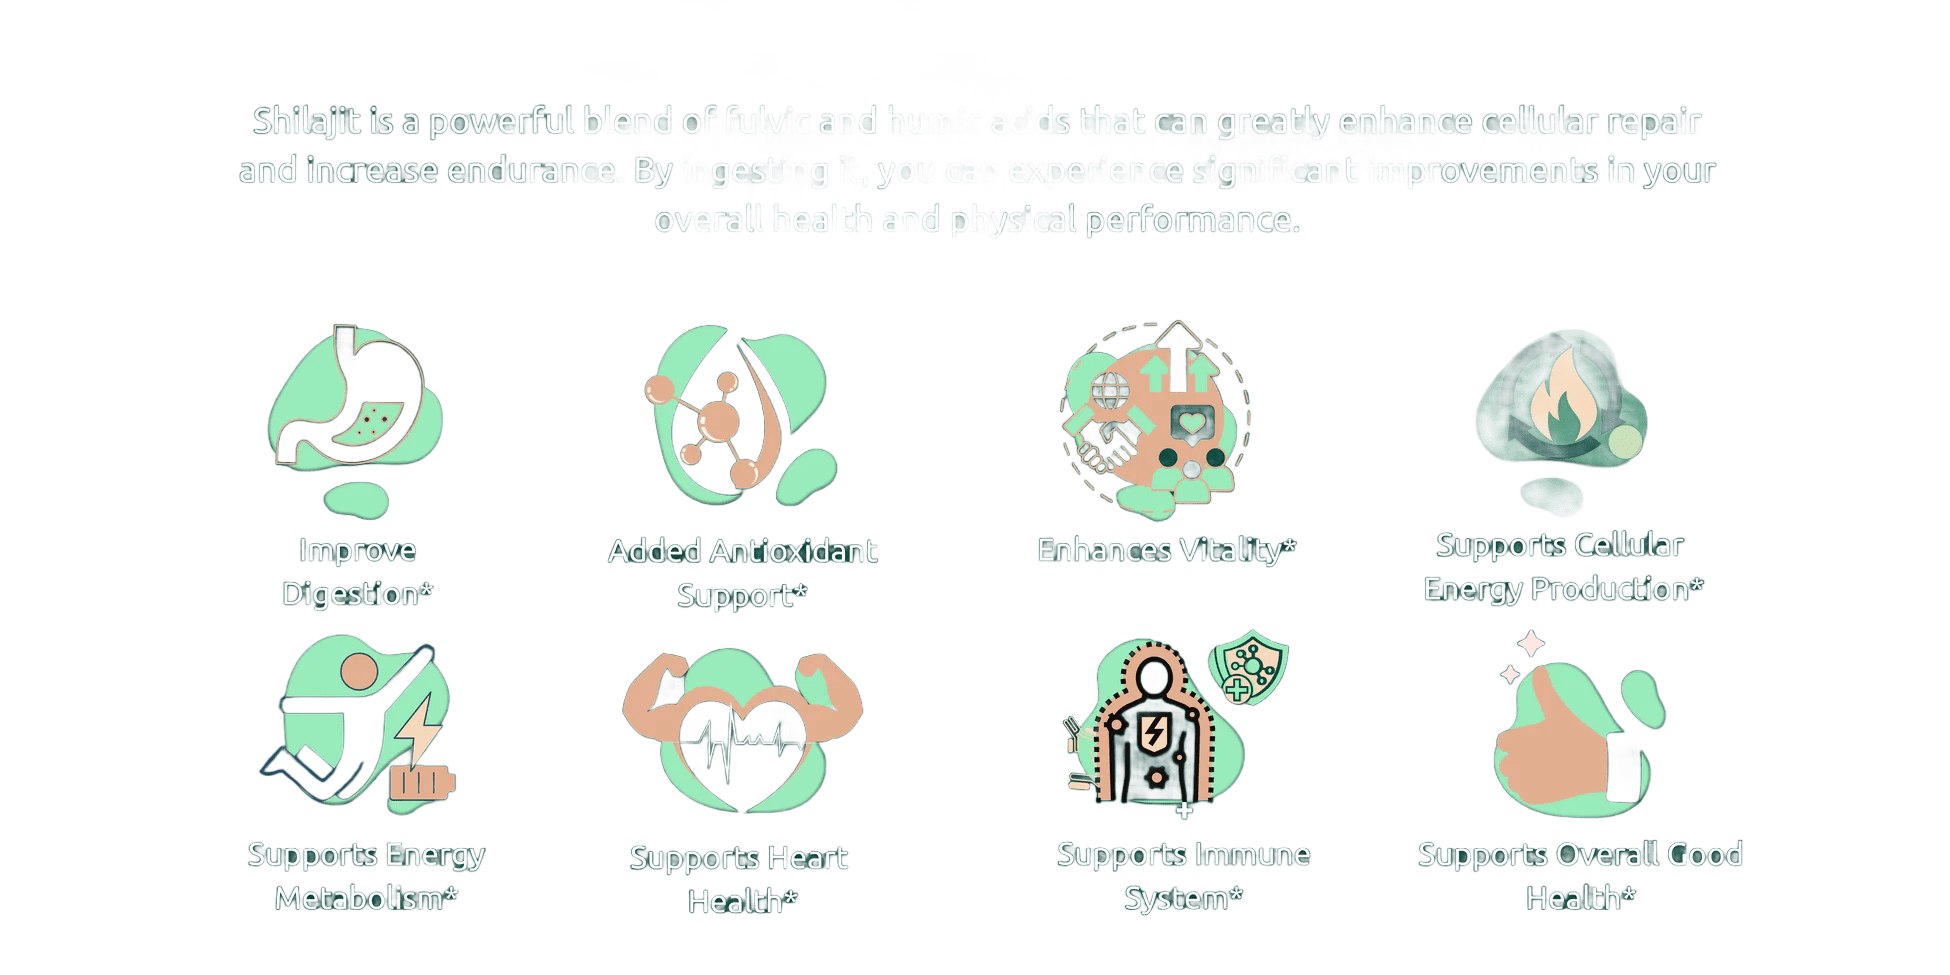 Shilajit is a powerful blend of fulvic and humic acids that can greatly enhance cellular repair
and increase endurance. By ingesting it, you can experience significant improvements in your
overall health and physical performance.
Improve
Digestion*
Added Antioxidant
Support*
Enhances Vitality*
Supports Cellular
Energy Production*
Supports Energy
Metabolism*
Supports Heart
Health*
Supports Immune
System*
Supports Overall Good
Health*